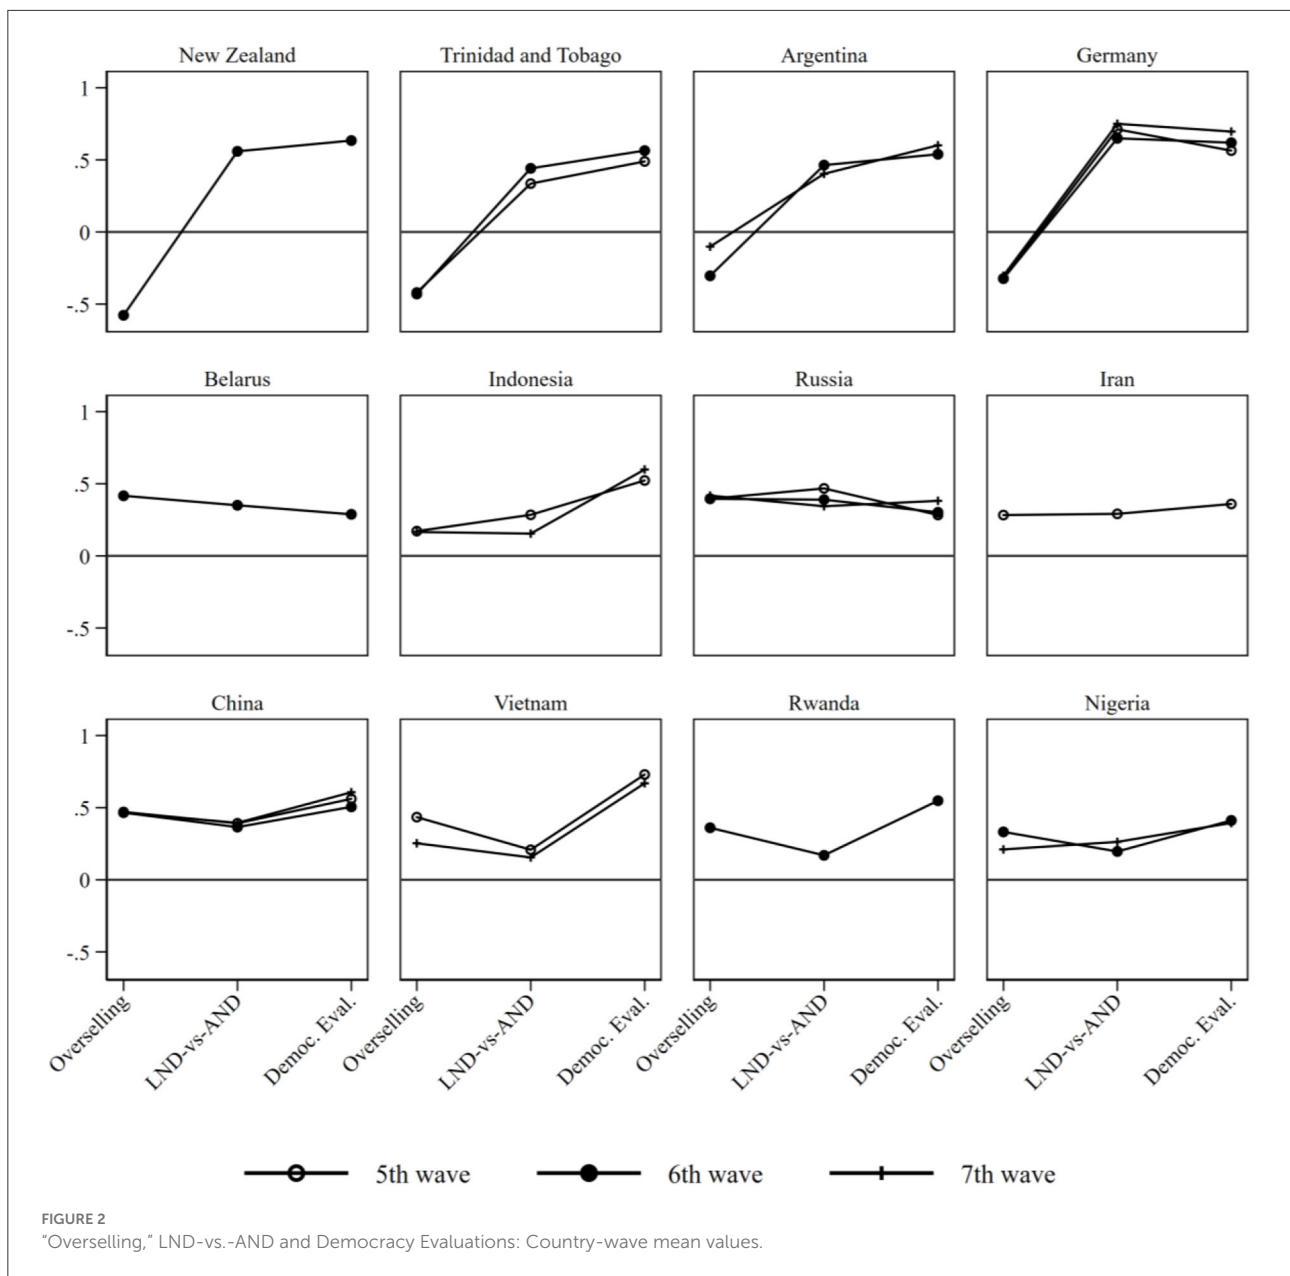 New Zealand
Trinidad and Tobago
Argentina
Germany
1
.5
0
-.5
Belarus
Indonesia
Russia
Iran
1
.5
0
-.5
China
Vietnam
Rwanda
Nigeria
1
.5
0
-.5
Overselling
LND-vs-AND
Democ. Eval.
Overselling
LND-vs-AND
Democ. Eval.
Overselling
LND-vs-AND
Democ. Eval.
Overselling
LND-vs-AND
Democ. Eval.
5th wave
6th wave
7th wave
FIGURE 2
"Overselling," LND-vs.-AND and Democracy Evaluations: Country-wave mean values.